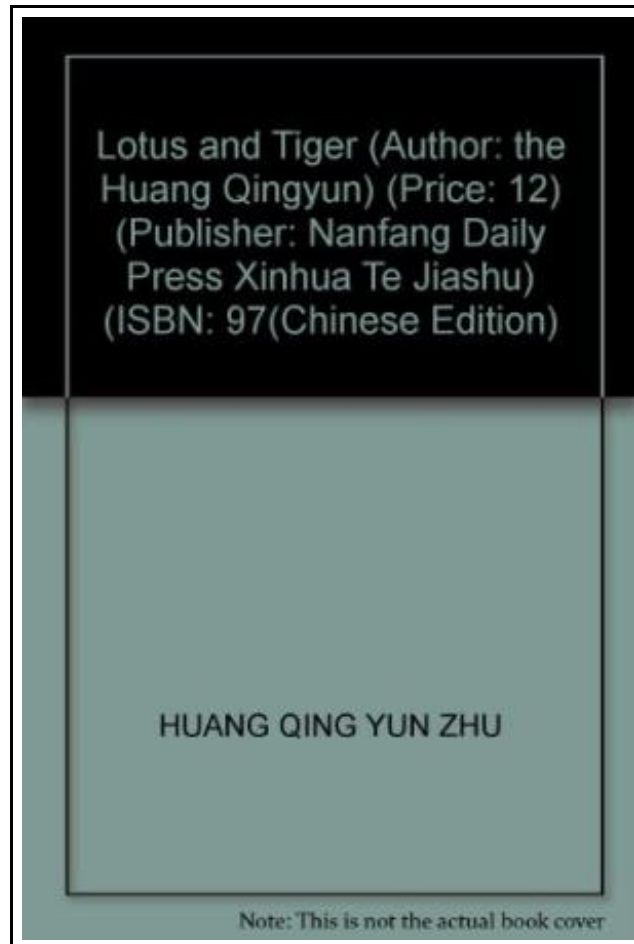 Lotus and Tiger (Author: the
Huang Qingyun) (Price: 12)
(Publisher: Nanfang Daily
Press Xinhua Te Jiashu)
(ISBN: 97(Chinese Edition)
HUANG QING YUN ZHU
Note: This is not the actual book cover